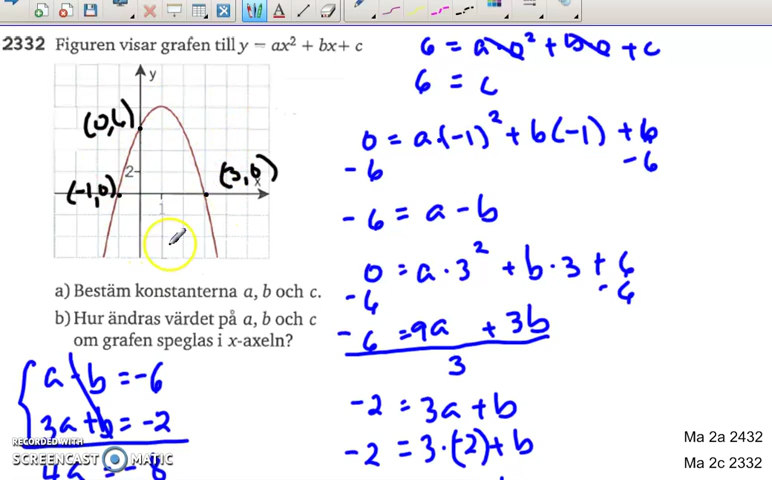 2332 Figuren visar grafen till y = ax² + bx + c
y
(0,6)
2
(-1,0)
(3,0)
x
1
a) Bestäm konstanterna a, b och c.
b) Hur ändras värdet på a, b och c
om grafen speglas i x-axeln?
a - b = -6
3a + b = -2
4a = -8
6 = a·0² + b·0 + c
6 = c
0 = a·(-1)² + b(-1) + 6
-6 -6
-6 = a - b
0 = a·3² + b·3 + 6
-6 -6
-6 = 9a + 3b
3
-2 = 3a + b
-2 = 3·(-2) + b
RECORDED WITH
SCREENCAST MATIC
Ma 2a 2432
Ma 2c 2332